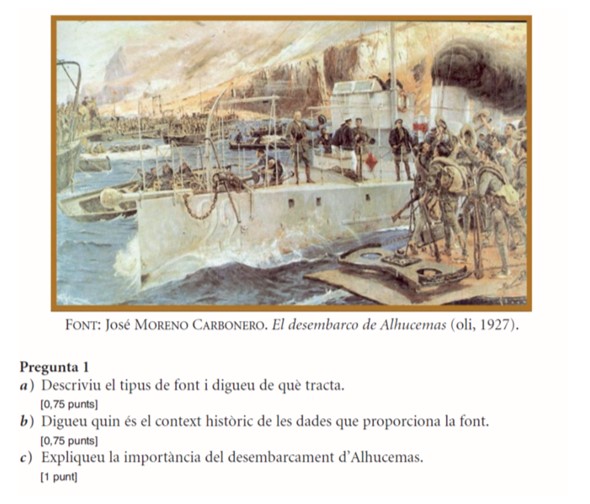 FONT: José MORENO CARBONERO. El desembarco de Alhucemas (oli, 1927).
Pregunta 1
a) Descriviu el tipus de font i digueu de què tracta.
[0,75 punts]
b) Digueu quin és el context històric de les dades que proporciona la font.
[0,75 punts]
c) Expliqueu la importància del desembarcament d’Alhucemas.
[1 punt]